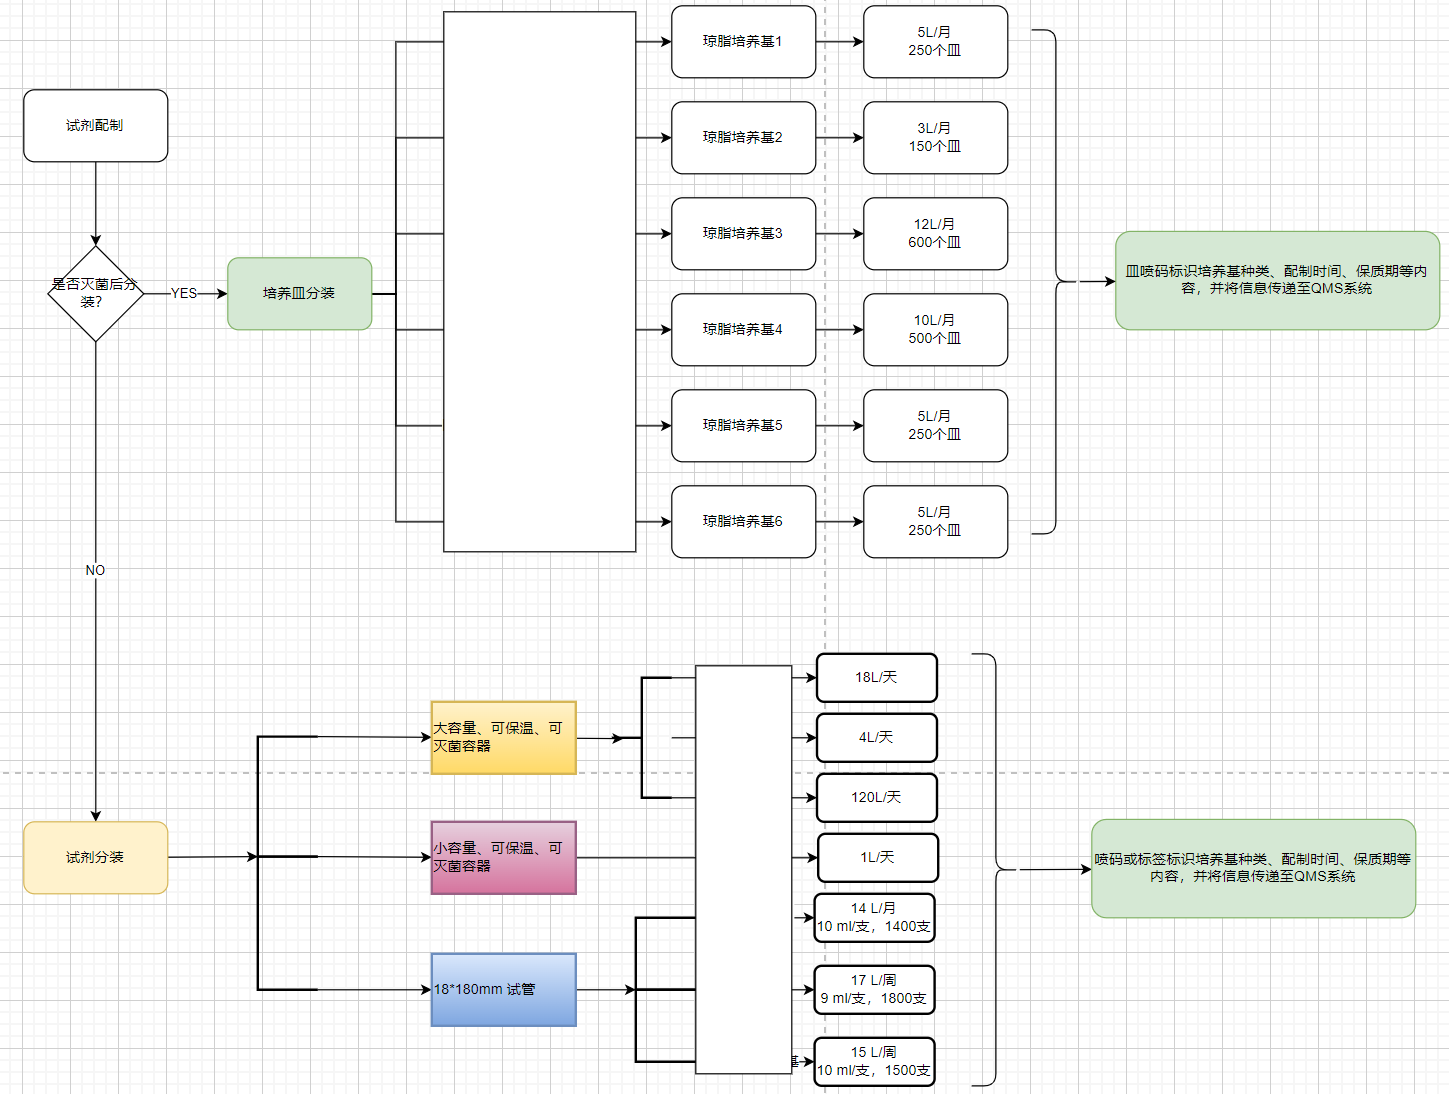 试剂配制
是否灭菌后分
装？
YES
培养皿分装
琼脂培养基1
5L/月
250个皿
琼脂培养基2
3L/月
150个皿
琼脂培养基3
12L/月
600个皿
琼脂培养基4
10L/月
500个皿
琼脂培养基5
5L/月
250个皿
琼脂培养基6
5L/月
250个皿
皿喷码标识培养基种类、配制时间、保质期等内
容，并将信息传递至QMS系统
NO
试剂分装
大容量、可保温、可
灭菌容器
小容量、可保温、可
灭菌容器
18*180mm 试管
18L/天
4L/天
120L/天
1L/天
14 L/月
10 ml/支，1400支
17 L/周
9 ml/支，1800支
基
15 L/周
10 ml/支，1500支
喷码或标签标识培养基种类、配制时间、保质期等
内容，并将信息传递至QMS系统